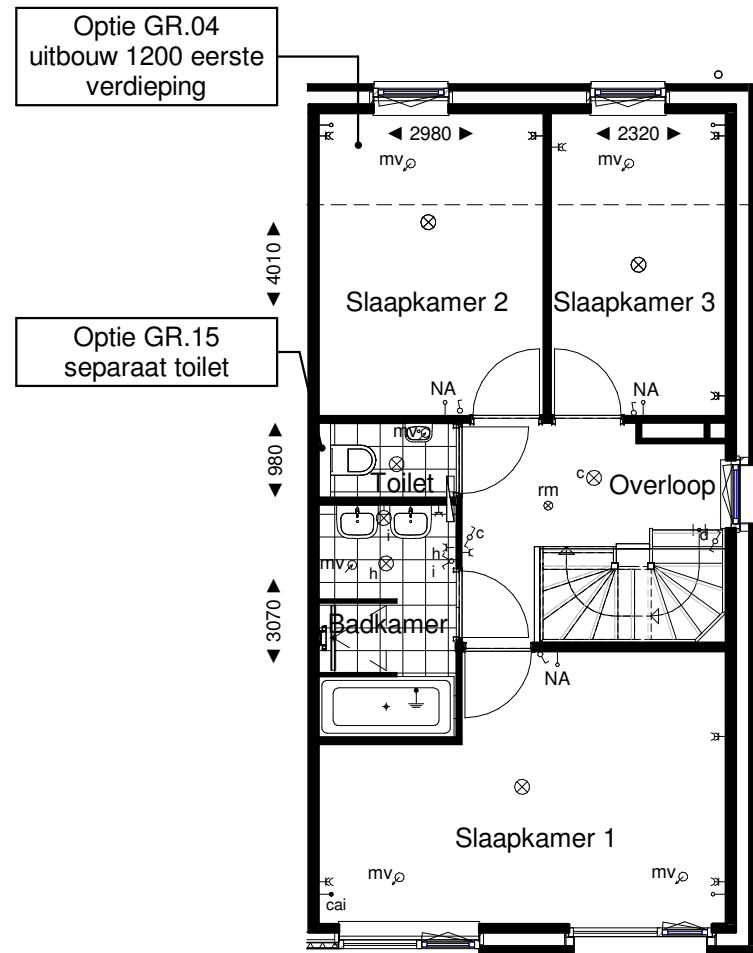 Optie GR.04
uitbouw 1200 eerste
verdieping
◄ 2980 ►
◄ 2320 ►
mv
mv
◄ 4010 ►
Slaapkamer 2
Slaapkamer 3
Optie GR.15
separaat toilet
NA
NA
◄ 980 ►
mv
Toilet
c
Overloop
rm
i
c
d
h
mv
h
i
◄ 3070 ►
Badkamer
NA
Slaapkamer 1
mv
mv
cai